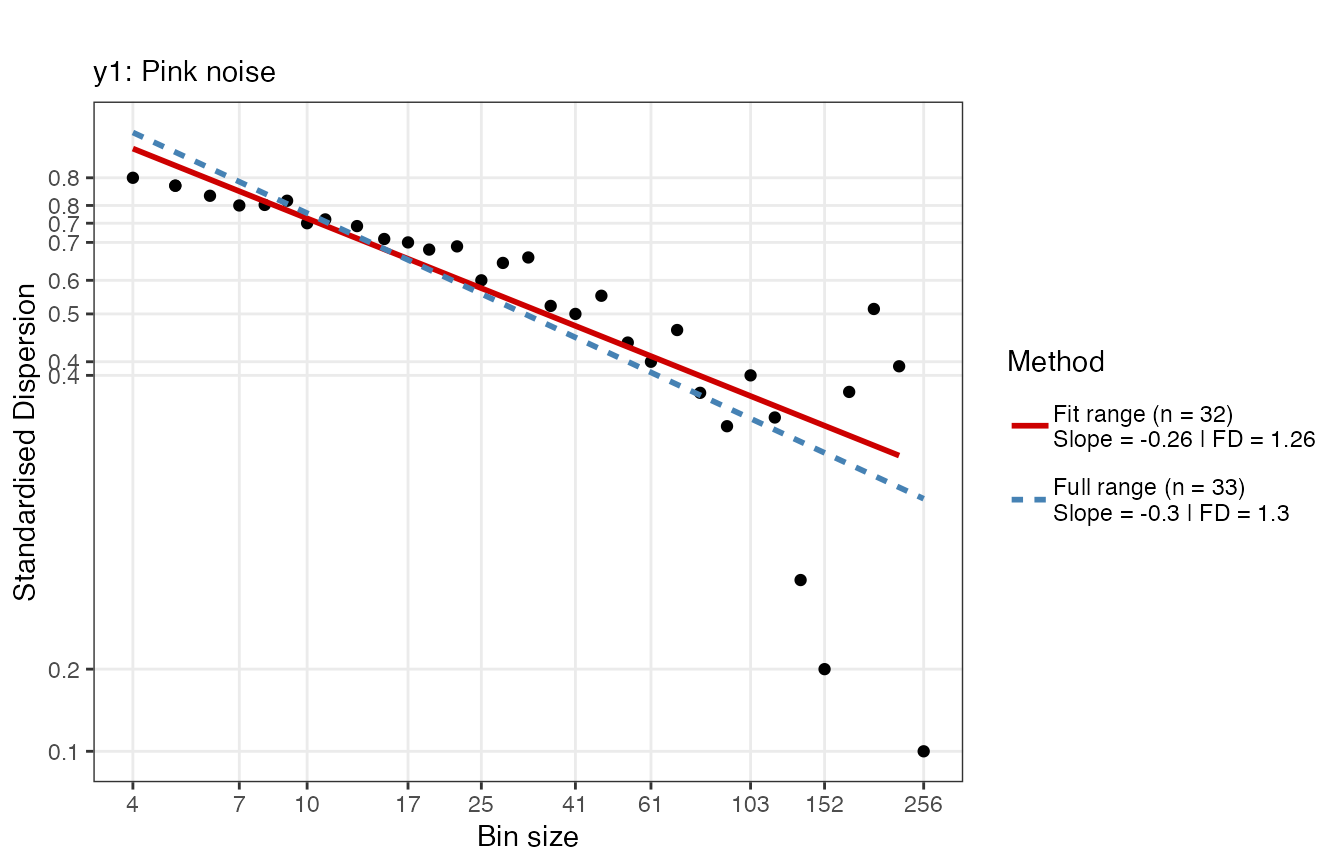 y1: Pink noise
Standardised Dispersion
0.8
0.8
0.7
0.7
0.6
0.5
0.4
0.4
0.2
0.1
4 7 10 17 25 41 61 103 152 256
Bin size
Method
Fit range (n = 32)
Slope = -0.26 | FD = 1.26
Full range (n = 33)
Slope = -0.3 | FD = 1.3